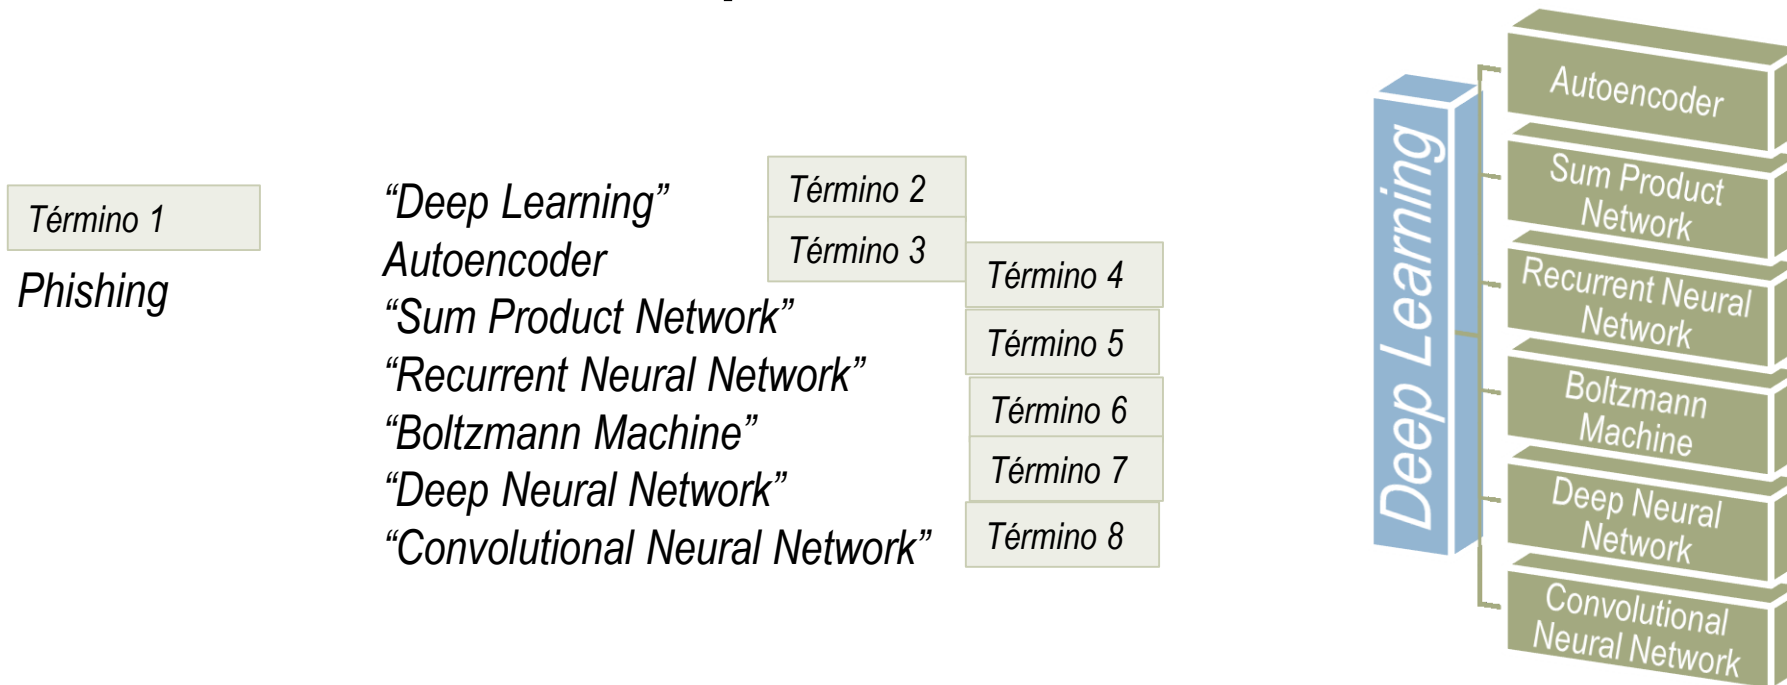 Término 1
Phishing
“Deep Learning”
Autoencoder
“Sum Product Network”
“Recurrent Neural Network”
“Boltzmann Machine”
“Deep Neural Network”
“Convolutional Neural Network”
Término 2
Término 3
Término 4
Término 5
Término 6
Término 7
Término 8
Deep Learning
Autoencoder
Sum Product
Network
Recurrent Neural
Network
Boltzmann
Machine
Deep Neural
Network
Convolutional
Neural Network